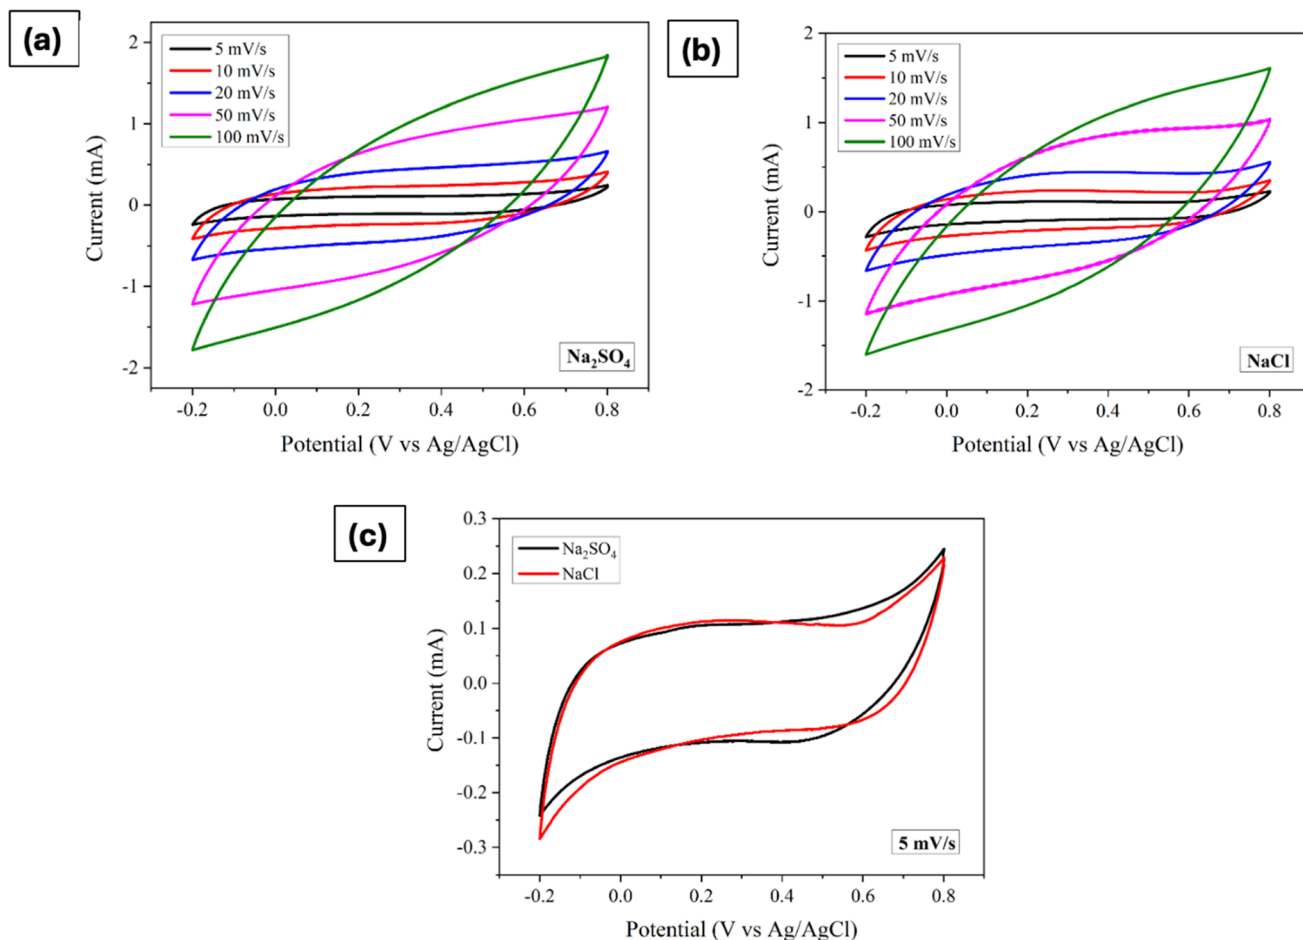 (a)
5 mV/s
10 mV/s
20 mV/s
50 mV/s
100 mV/s
2
1
0
-1
-2
Current (mA)
Na₂SO₄
-0.2 0.0 0.2 0.4 0.6 0.8
Potential (V vs Ag/AgCl)
(b)
5 mV/s
10 mV/s
20 mV/s
50 mV/s
100 mV/s
2
1
0
-1
-2
Current (mA)
NaCl
-0.2 0.0 0.2 0.4 0.6 0.8
Potential (V vs Ag/AgCl)
(c)
Na₂SO₄
NaCl
0.3
0.2
0.1
0.0
-0.1
-0.2
-0.3
Current (mA)
5 mV/s
-0.2 0.0 0.2 0.4 0.6 0.8
Potential (V vs Ag/AgCl)